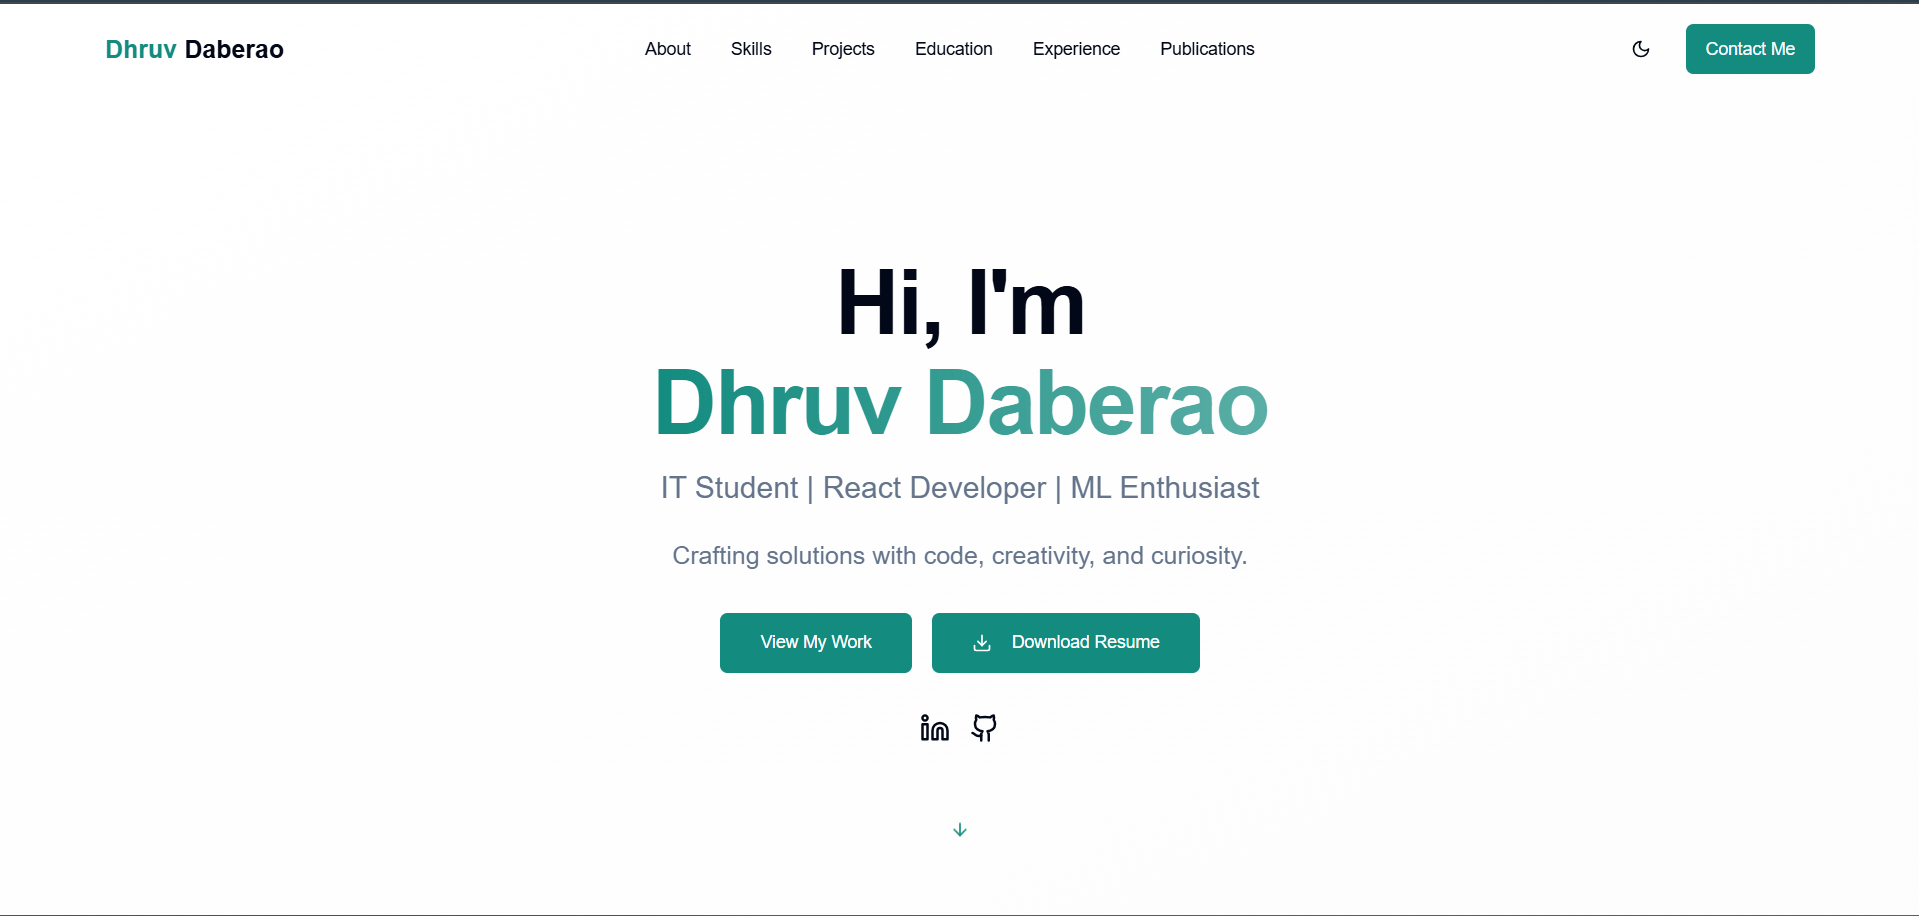 Dhruv Daberao
About Skills Projects Education Experience Publications
Contact Me
Hi, I'm
Dhruv Daberao
IT Student | React Developer | ML Enthusiast
Crafting solutions with code, creativity, and curiosity.
View My Work
Download Resume